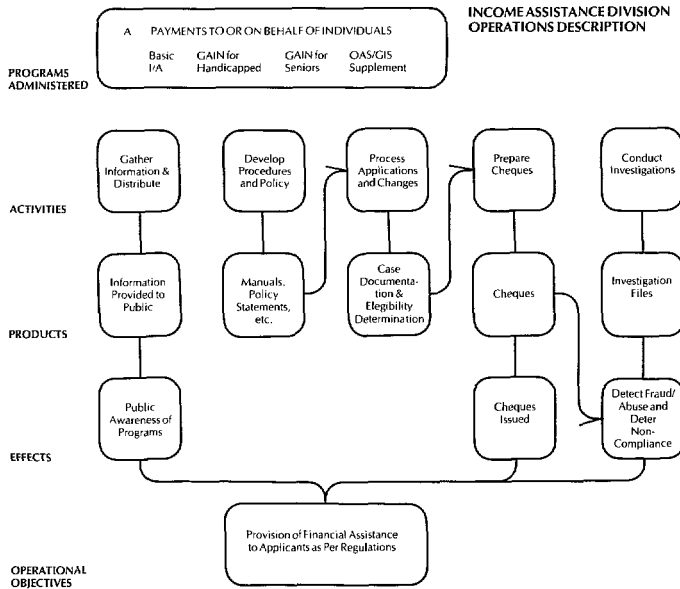 INCOME ASSISTANCE DIVISION
OPERATIONS DESCRIPTION
A PAYMENTS TO OR ON BEHALF OF INDIVIDUALS
Basic GAIN for GAIN for OAS/GIS
I/A Handicapped Seniors Supplement
PROGRAMS
ADMINISTERED
Gather
Information &
Distribute
Develop
Procedures
and Policy
Process
Applications
and Changes
Prepare
Cheques
Conduct
Investigations
ACTIVITIES
Information
Provided to
Public
Manuals,
Policy
Statements,
etc.
Case
Documenta-
tion &
Elegibility
Determination
Cheques
Investigation
Files
PRODUCTS
Public
Awareness of
Programs
Cheques
Issued
Detect Fraud/
Abuse and
Deter
Non-
Compliance
EFFECTS
Provision of Financial Assistance
to Applicants as Per Regulations
OPERATIONAL
OBJECTIVES